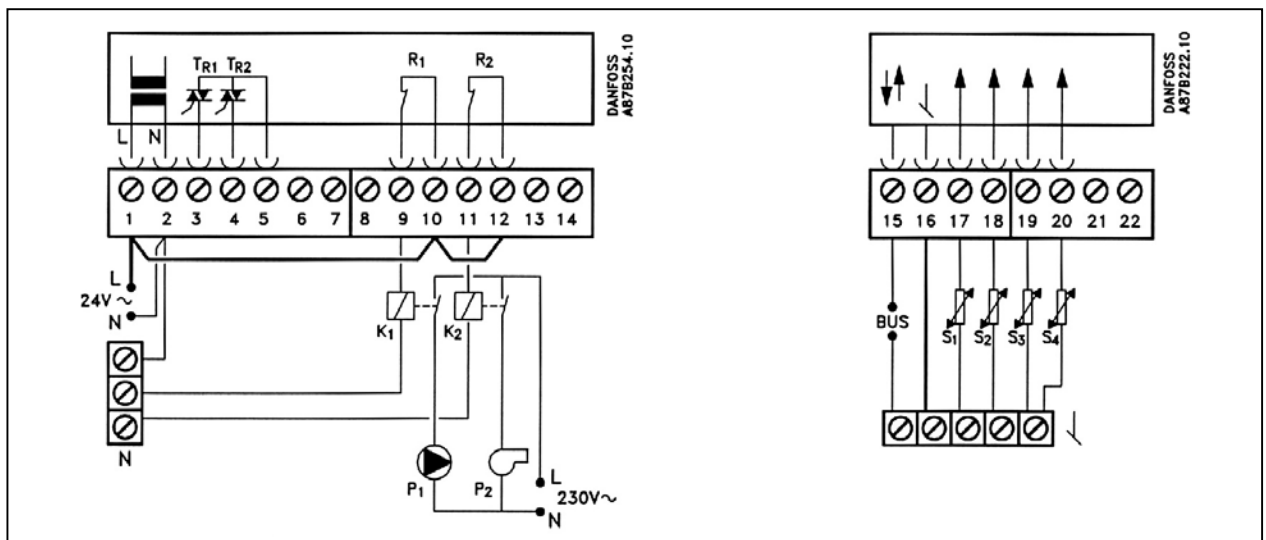 TR1 TR2
R1
R2
L N
DANFOSS
A87B254.10
1 2 3 4 5 6 7 8 9 10 11 12 13 14
L
24V ~
N
K1
K2
N
P1
P2
L
230V~
N
DANFOSS
A87B222.10
15 16 17 18 19 20 21 22
BUS
S1 S2 S3 S4